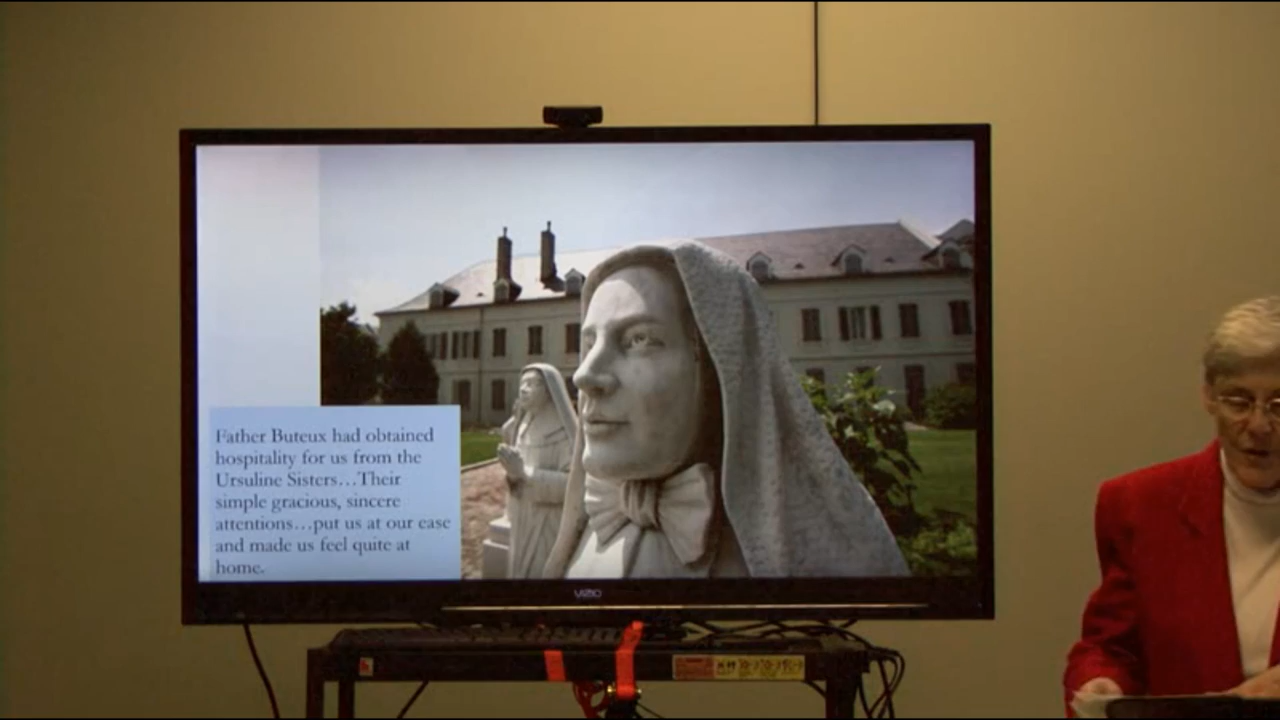 Father Buteux had obtained
hospitality for us from the
Ursuline Sisters…Their
simple gracious, sincere
attentions…put us at our ease
and made us feel quite at
home.
VIZIO